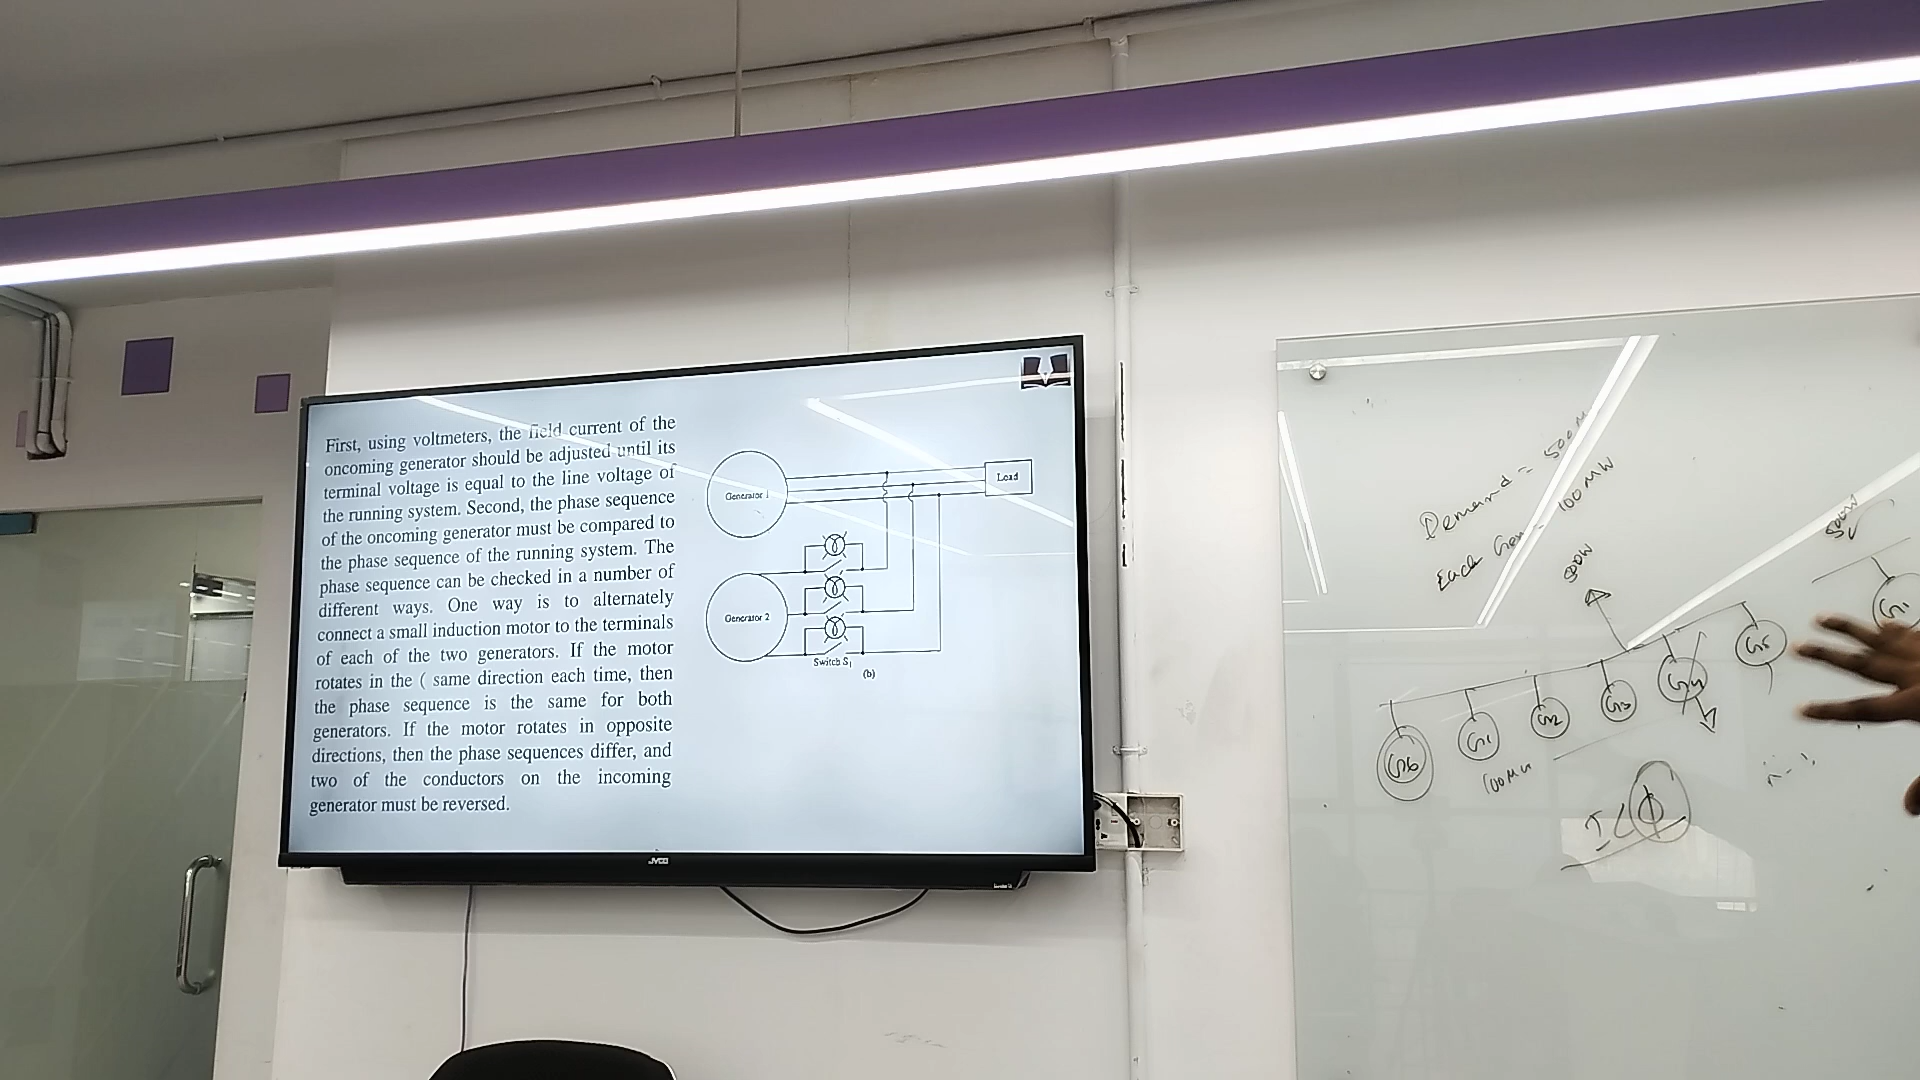 First, using voltmeters, the field current of the
oncoming generator should be adjusted until its
terminal voltage is equal to the line voltage of
the running system. Second, the phase sequence
of the oncoming generator must be compared to
the phase sequence of the running system. The
phase sequence can be checked in a number of
different ways. One way is to alternately
connect a small induction motor to the terminals
of each of the two generators. If the motor
rotates in the ( same direction each time, then
the phase sequence is the same for both
generators. If the motor rotates in opposite
directions, then the phase sequences differ, and
two of the conductors on the incoming
generator must be reversed.
Generator 1
Load
Generator 2
Switch S1
(b)
JVCO
Demand = 500 M
Each Gen = 100 MW
G6
G1
G2
G3
G4
G5
G1
100 MW
n-1